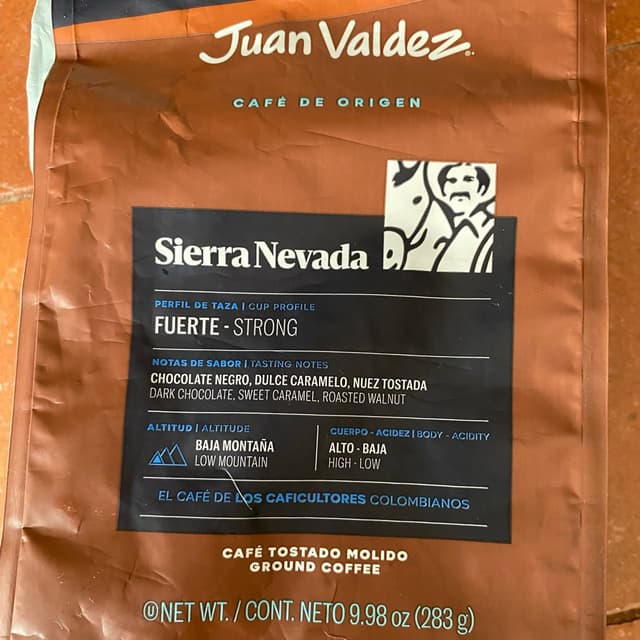 Juan Valdez®
CAFÉ DE ORIGEN
Sierra Nevada
PERFIL DE TAZA | CUP PROFILE
FUERTE - STRONG
NOTAS DE SABOR | TASTING NOTES
CHOCOLATE NEGRO, DULCE CARAMELO, NUEZ TOSTADA
DARK CHOCOLATE, SWEET CARAMEL, ROASTED WALNUT
ALTITUD | ALTITUDE
BAJA MONTAÑA
LOW MOUNTAIN
CUERPO - ACIDEZ | BODY - ACIDITY
ALTO - BAJA
HIGH - LOW
EL CAFÉ DE LOS CAFICULTORES COLOMBIANOS
CAFÉ TOSTADO MOLIDO
GROUND COFFEE
Ⓤ NET WT. / CONT. NETO 9.98 oz (283 g)